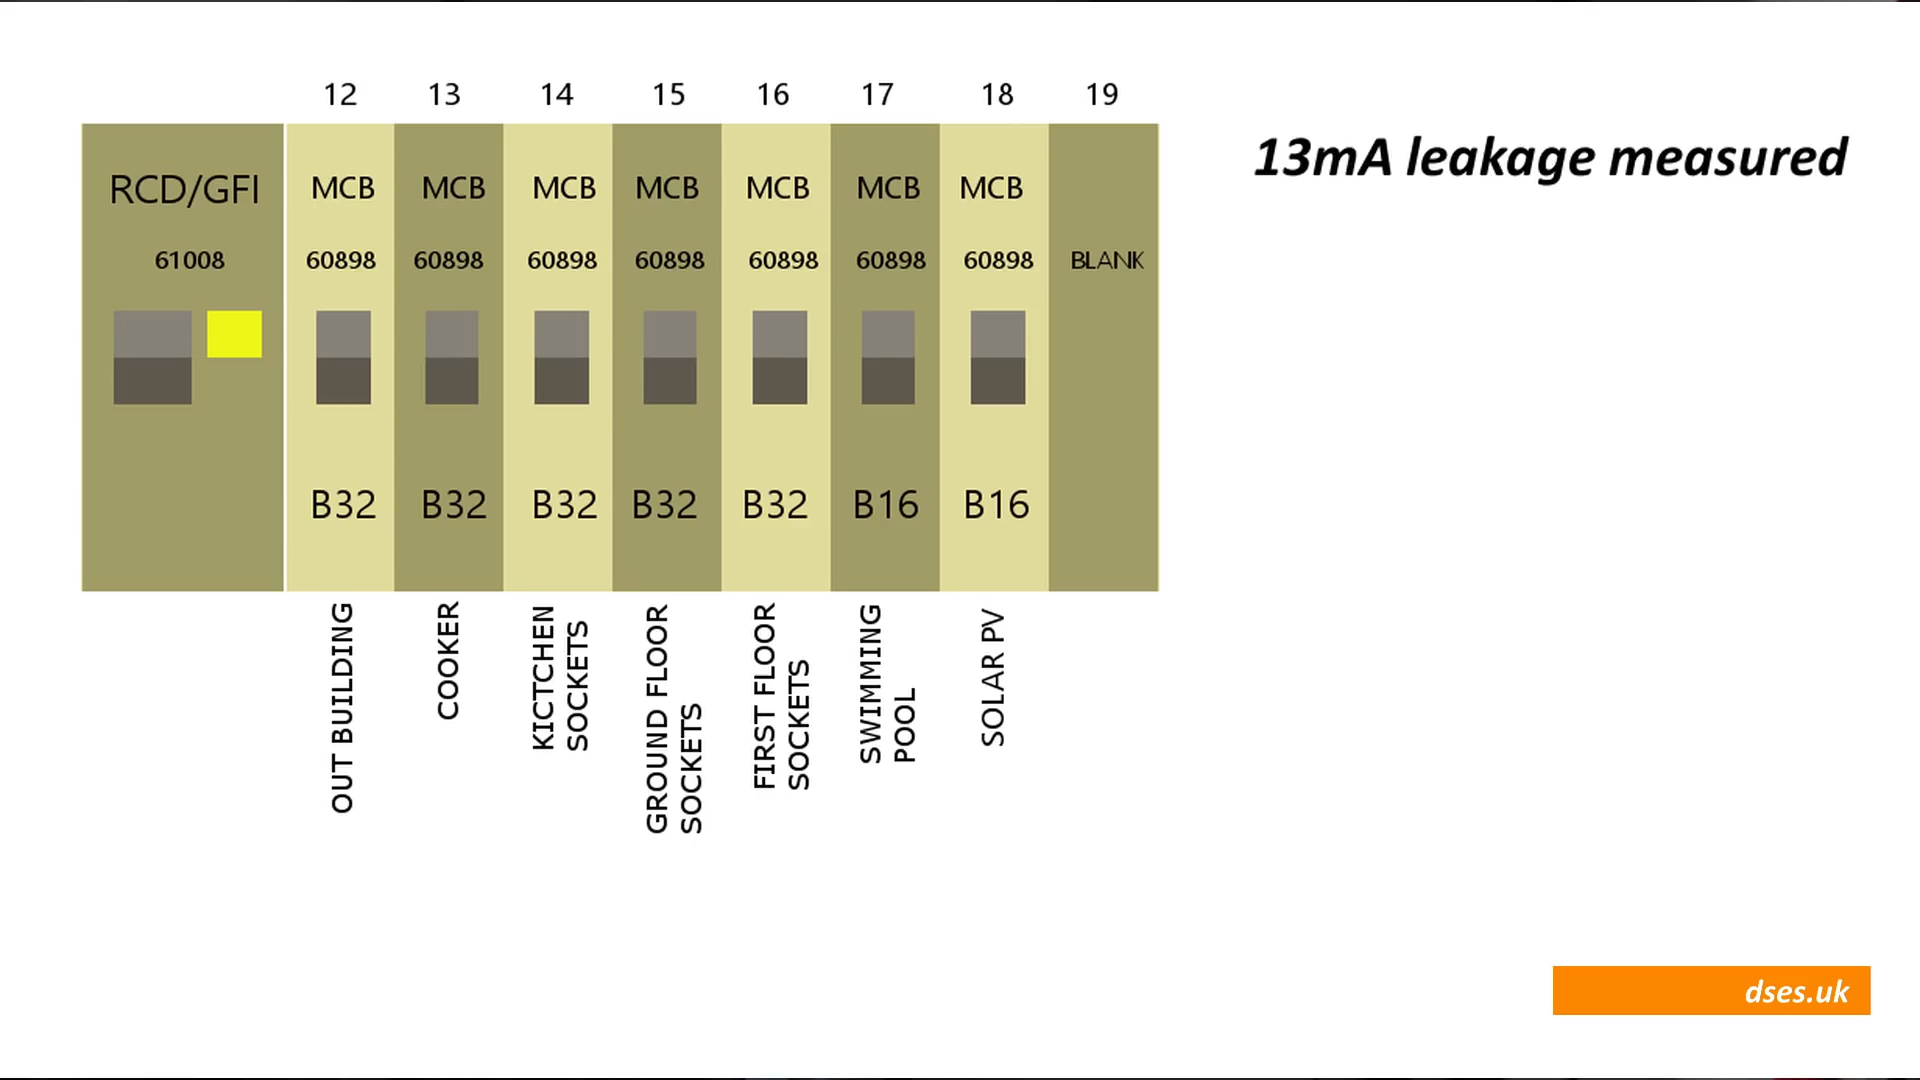 12 13 14 15 16 17 18 19
13mA leakage measured
RCD/GFI MCB MCB MCB MCB MCB MCB MCB
61008 60898 60898 60898 60898 60898 60898 60898 BLANK
B32 B32 B32 B32 B32 B16 B16
OUT BUILDING
COOKER
KICTCHEN
SOCKETS
GROUND FLOOR
SOCKETS
FIRST FLOOR
SOCKETS
SWIMMING
POOL
SOLAR PV
dses.uk